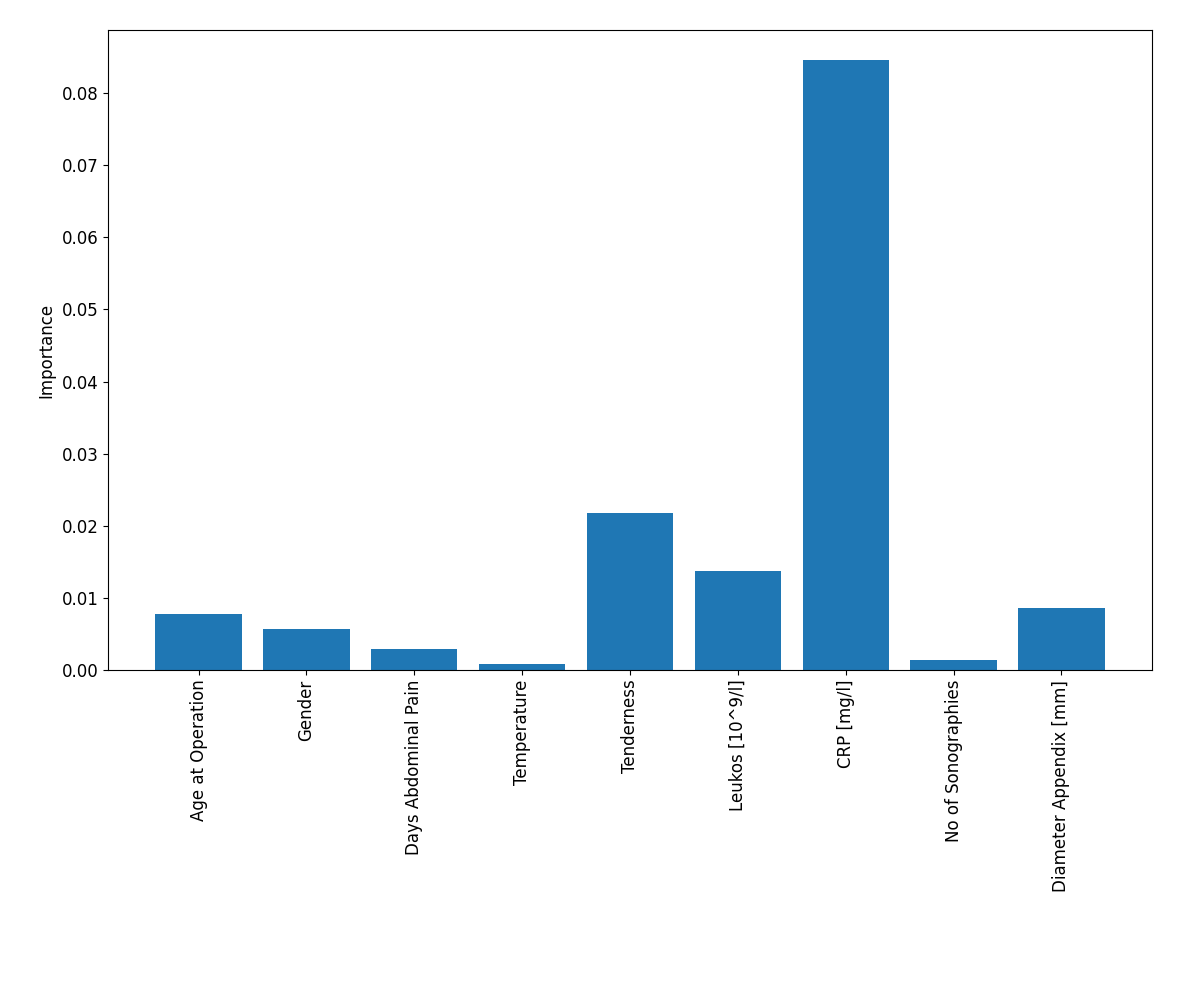 Importance
0.08
0.07
0.06
0.05
0.04
0.03
0.02
0.01
0.00
Age at Operation
Gender
Days Abdominal Pain
Temperature
Tenderness
Leukos [10^9/l]
CRP [mg/l]
No of Sonographies
Diameter Appendix [mm]